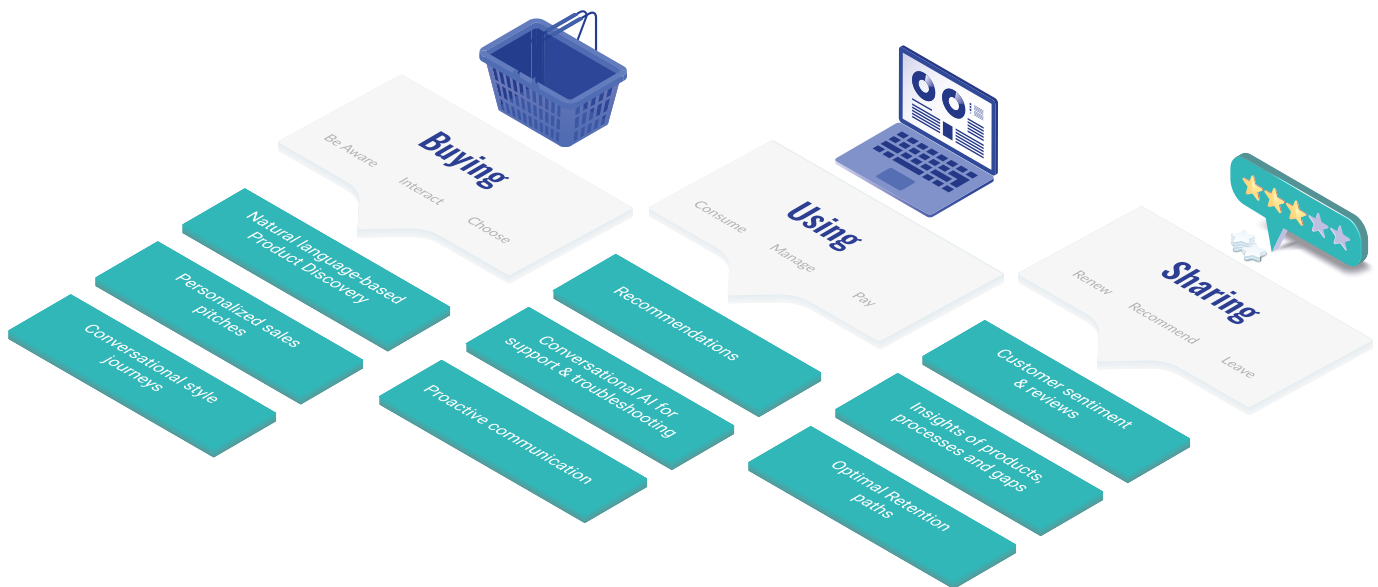 Buying
Be Aware
Interact
Choose
Natural language-based
Product Discovery
Personalized sales
pitches
Conversational style
journeys
Using
Consume
Manage
Pay
Recommendations
Conversational AI for
support & troubleshooting
Proactive communication
Sharing
Renew
Recommend
Leave
Customer sentiment
& reviews
Insights of products,
processes and gaps
Optimal Retention
paths